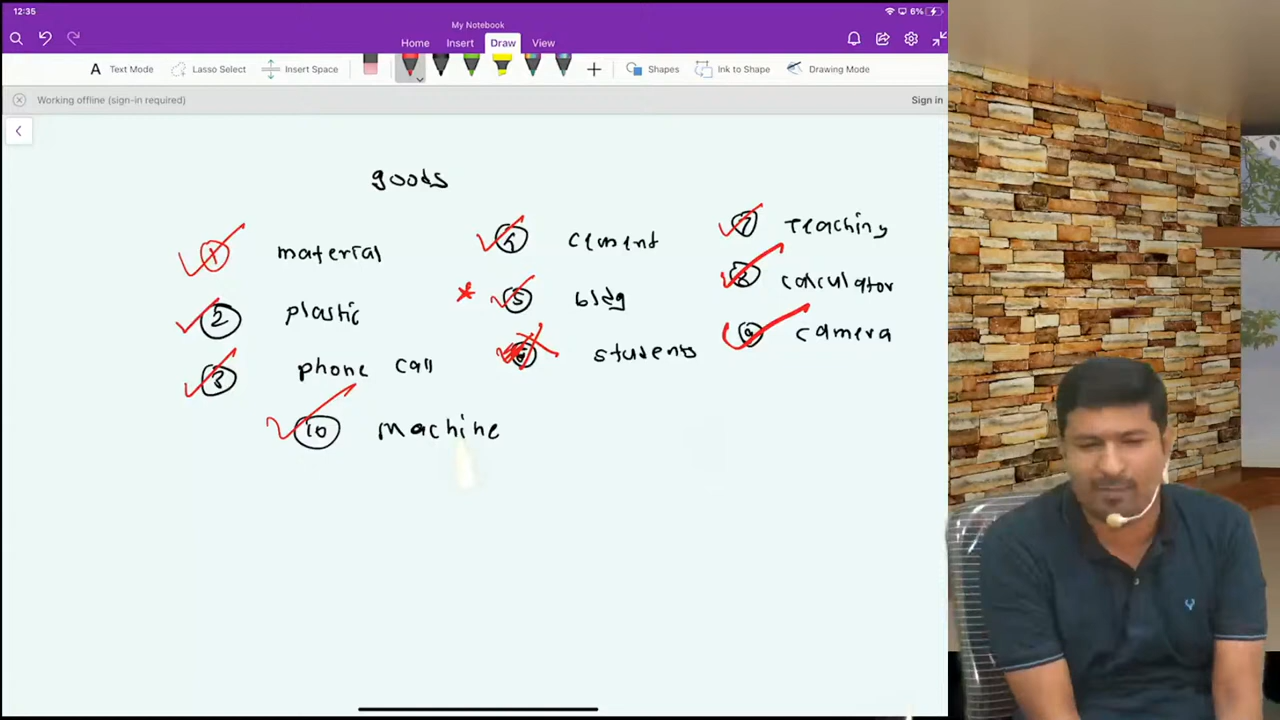 12:35
6%
My Notebook
Home Insert Draw View
Text Mode Lasso Select Insert Space Shapes Ink to Shape Drawing Mode
Working offline (sign-in required) Sign in
goods
1 material
2 plastic
3 phone call
10 machine
4 cement
5 bldg
6 students
7 Teaching
8 calculator
9 camera